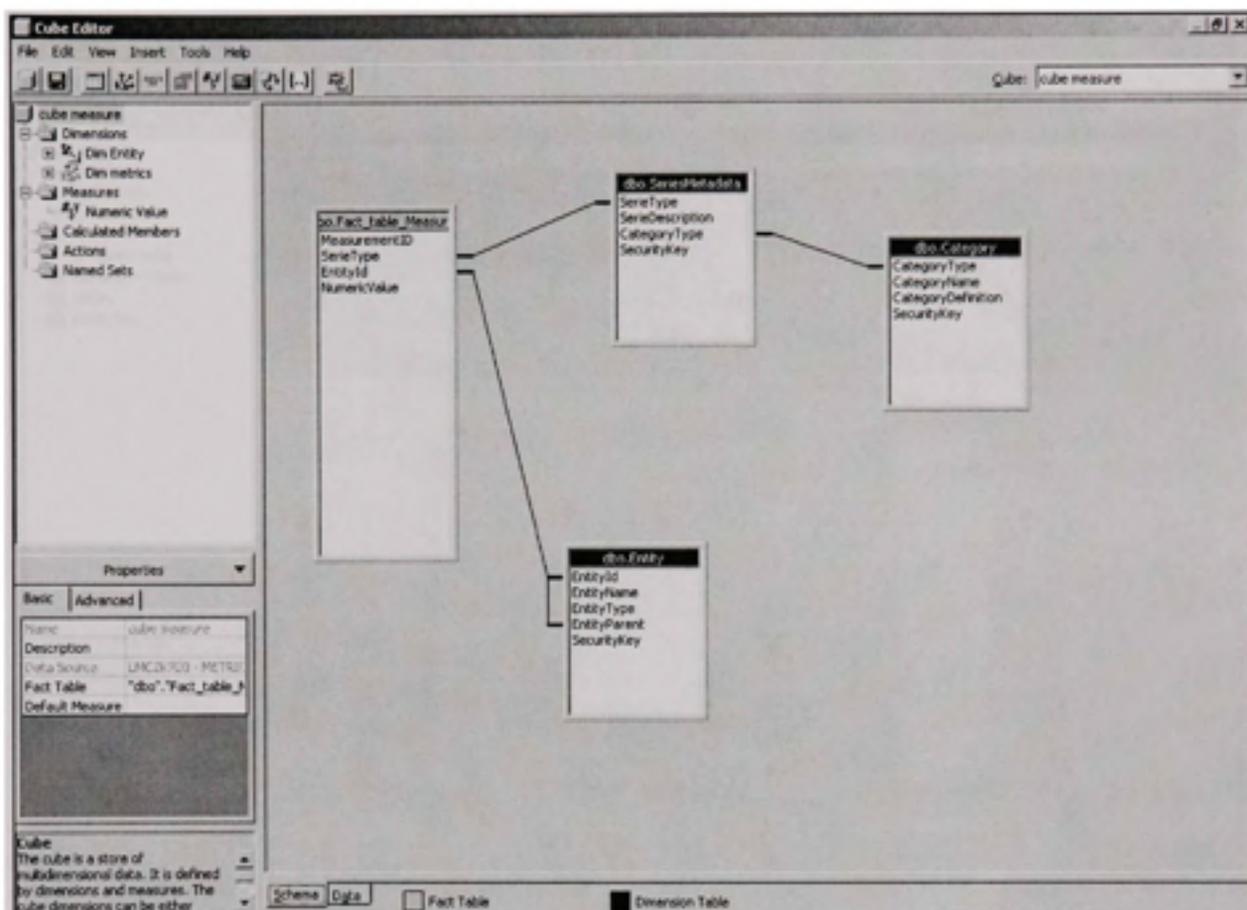 Cube Editor
File Edit View Insert Tools Help
Cube: cube measure
cube measure
Dimensions
Dim Entity
Dim metrics
Measures
Numeric Value
Calculated Members
Actions
Named Sets
so.Fact_table_Measur
MeasurementID
SerieType
EntityId
NumericValue
dbo.SeriesMetadata
SerieType
SerieDescription
CategoryType
SecurityKey
dbo.Category
CategoryType
CategoryName
CategoryDefinition
SecurityKey
dbo.Entity
EntityId
EntityName
EntityType
EntityParent
SecurityKey
Properties
Basic Advanced
Name cube measure
Description
Data Source - METRI
Fact Table "dbo"."Fact_table_M
Default Measure
Cube
The cube is a store of
multidimensional data. It is defined
by dimensions and measures. The
cube dimensions can be either
Schema Data Fact Table Dimension Table